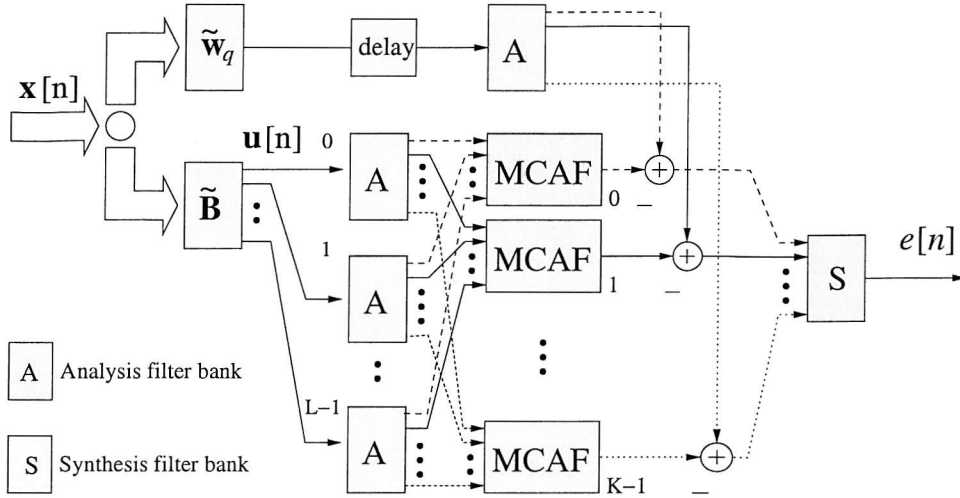 x[n]
w̃q
delay
A
u[n]
0
A
MCAF
0
−
+
B̃
1
A
MCAF
1
−
+
S
e[n]
L−1
A
MCAF
K−1
−
+
A Analysis filter bank
S Synthesis filter bank